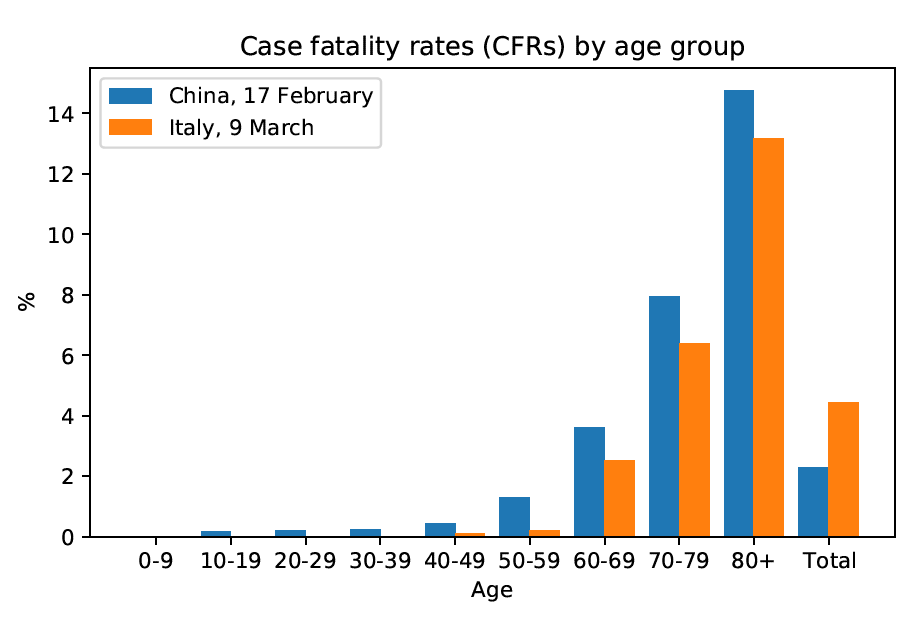 Case fatality rates (CFRs) by age group
China, 17 February
Italy, 9 March
14
12
10
8
6
4
2
0
%
0-9 10-19 20-29 30-39 40-49 50-59 60-69 70-79 80+ Total
Age